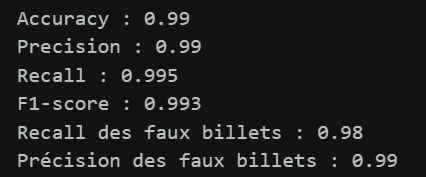 Accuracy : 0.99
Precision : 0.99
Recall : 0.995
F1-score : 0.993
Recall des faux billets : 0.98
Précision des faux billets : 0.99